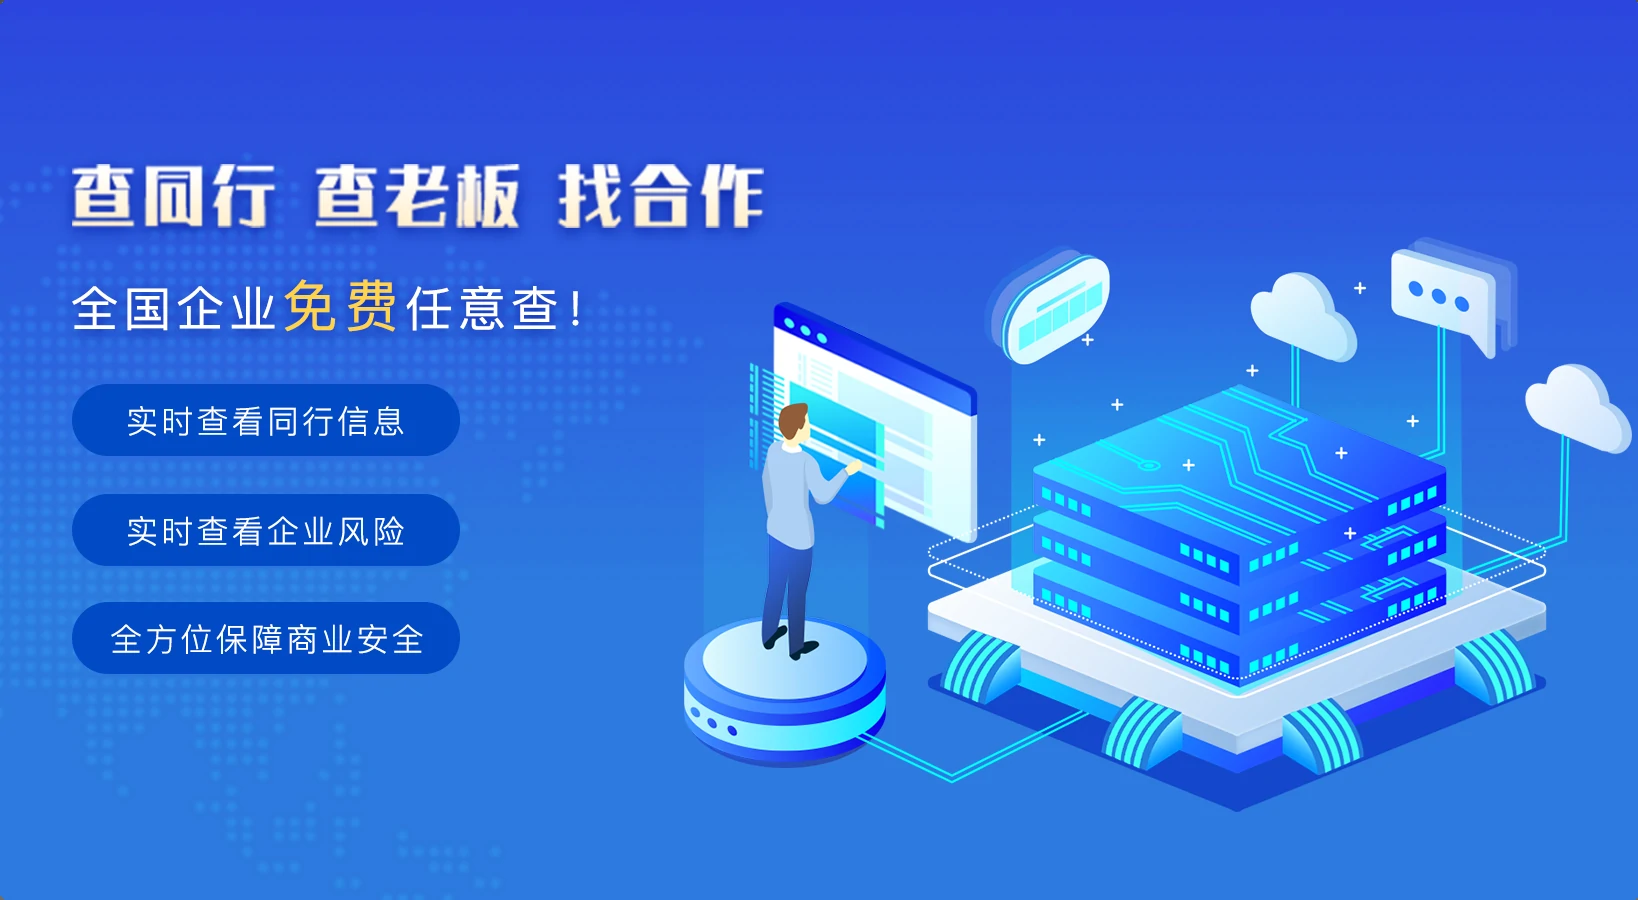 查同行 查老板 找合作
全国企业免费任意查！
实时查看同行信息
实时查看企业风险
全方位保障商业安全